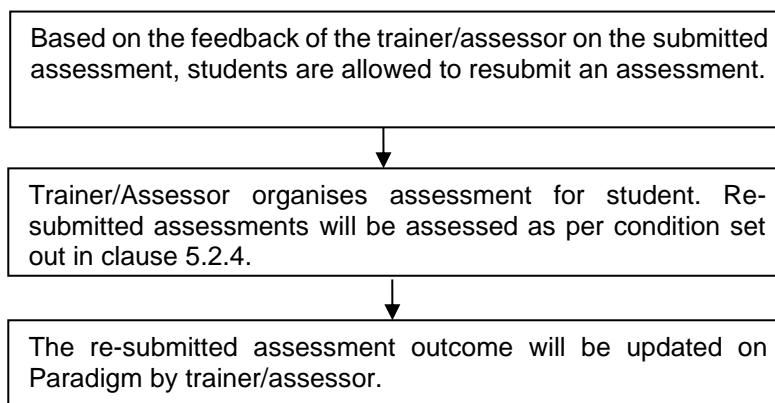 Based on the feedback of the trainer/assessor on the submitted
assessment, students are allowed to resubmit an assessment.
Trainer/Assessor organises assessment for student. Re-
submitted assessments will be assessed as per condition set
out in clause 5.2.4.
The re-submitted assessment outcome will be updated on
Paradigm by trainer/assessor.